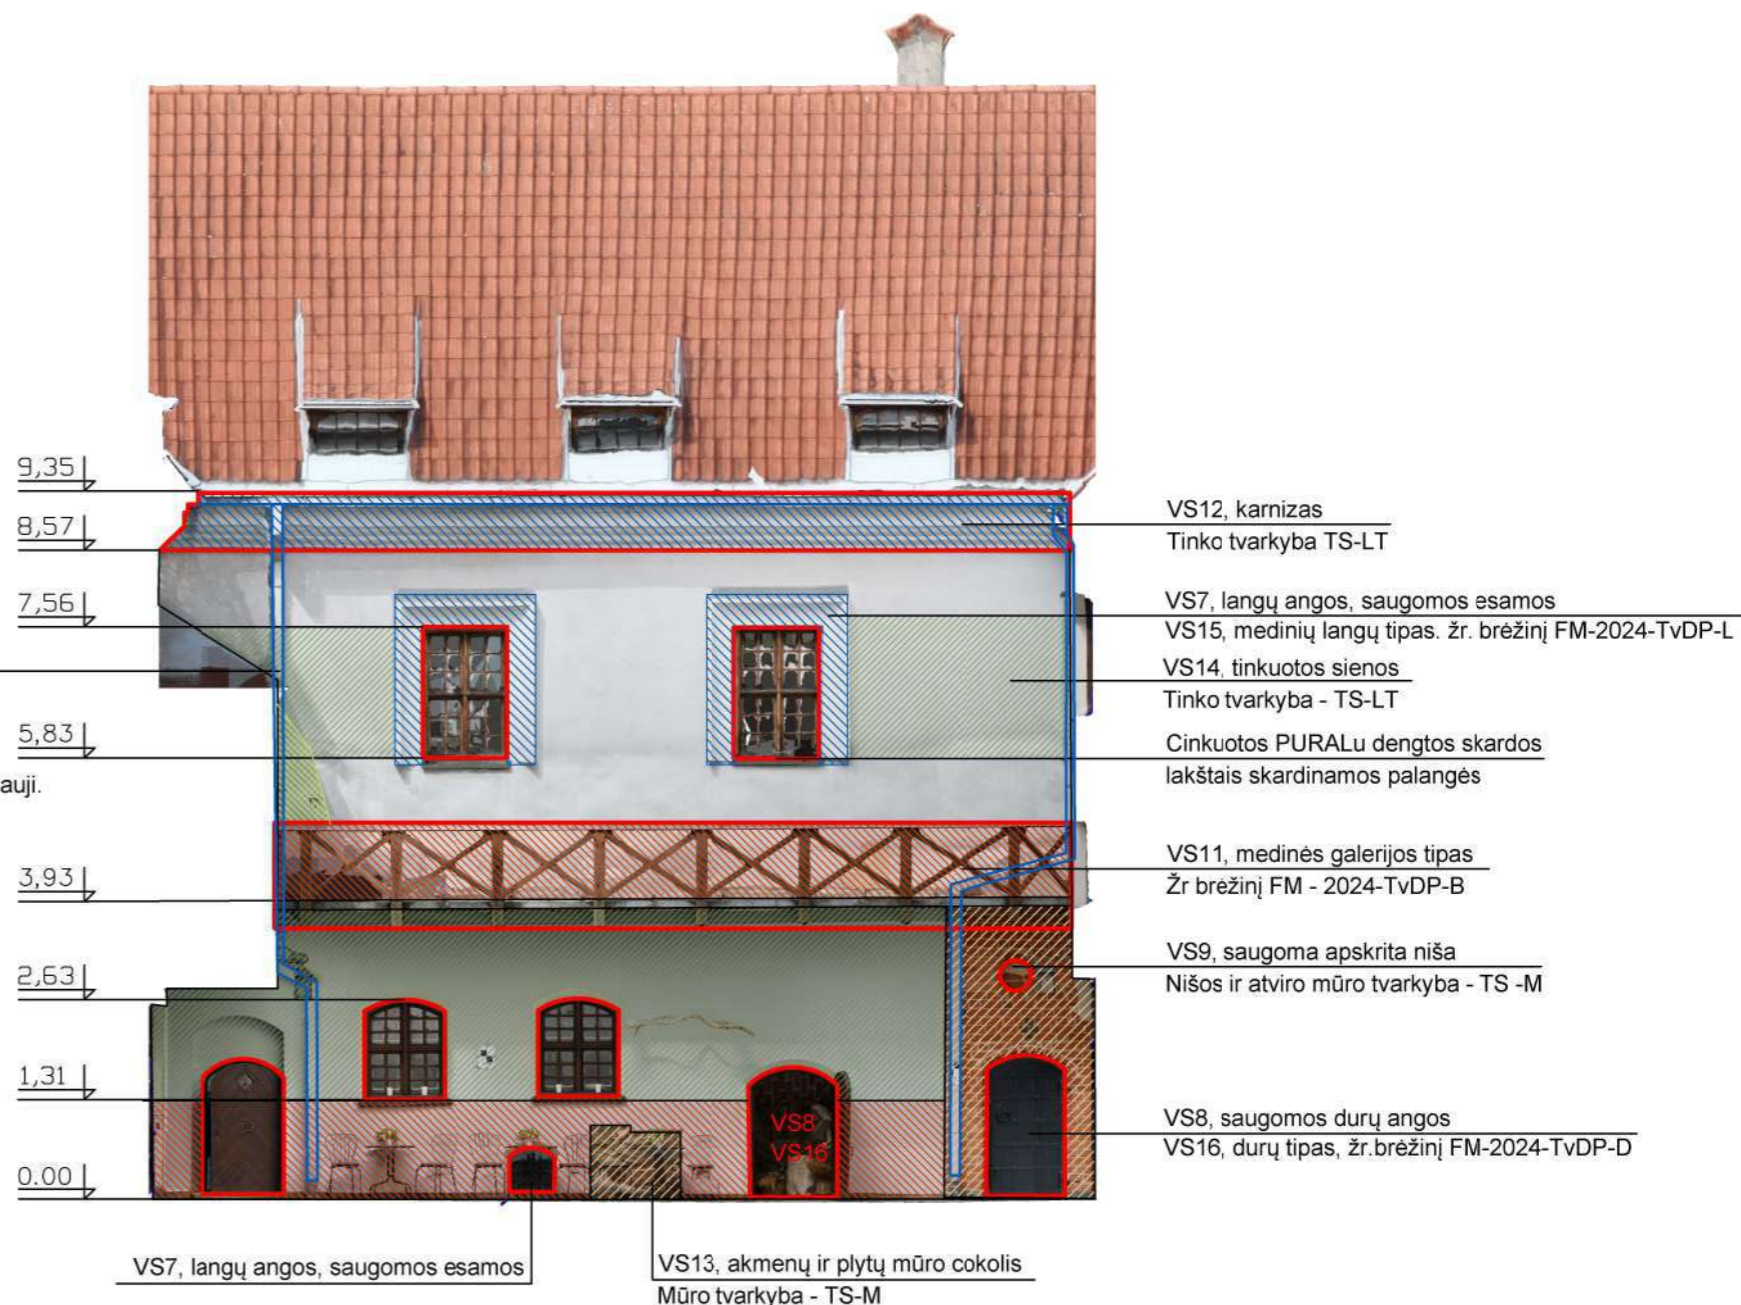 9,35
8,57
7,56
5,83
auji.
3,93
2,63
1,31
0.00
VS12, karnizas
Tinko tvarkyba TS-LT
VS7, langų angos, saugomos esamos
VS15, medinių langų tipas. žr. brėžinį FM-2024-TvDP-L
VS14, tinkuotos sienos
Tinko tvarkyba - TS-LT
Cinkuotos PURALu dengtos skardos
lakštais skardinamos palangės
VS11, medinės galerijos tipas
Žr brėžinį FM - 2024-TvDP-B
VS9, saugoma apskrita niša
Nišos ir atviro mūro tvarkyba - TS -M
VS8, saugomos durų angos
VS16, durų tipas, žr.brėžinį FM-2024-TvDP-D
VS8
VS16
VS7, langų angos, saugomos esamos
VS13, akmenų ir plytų mūro cokolis
Mūro tvarkyba - TS-M